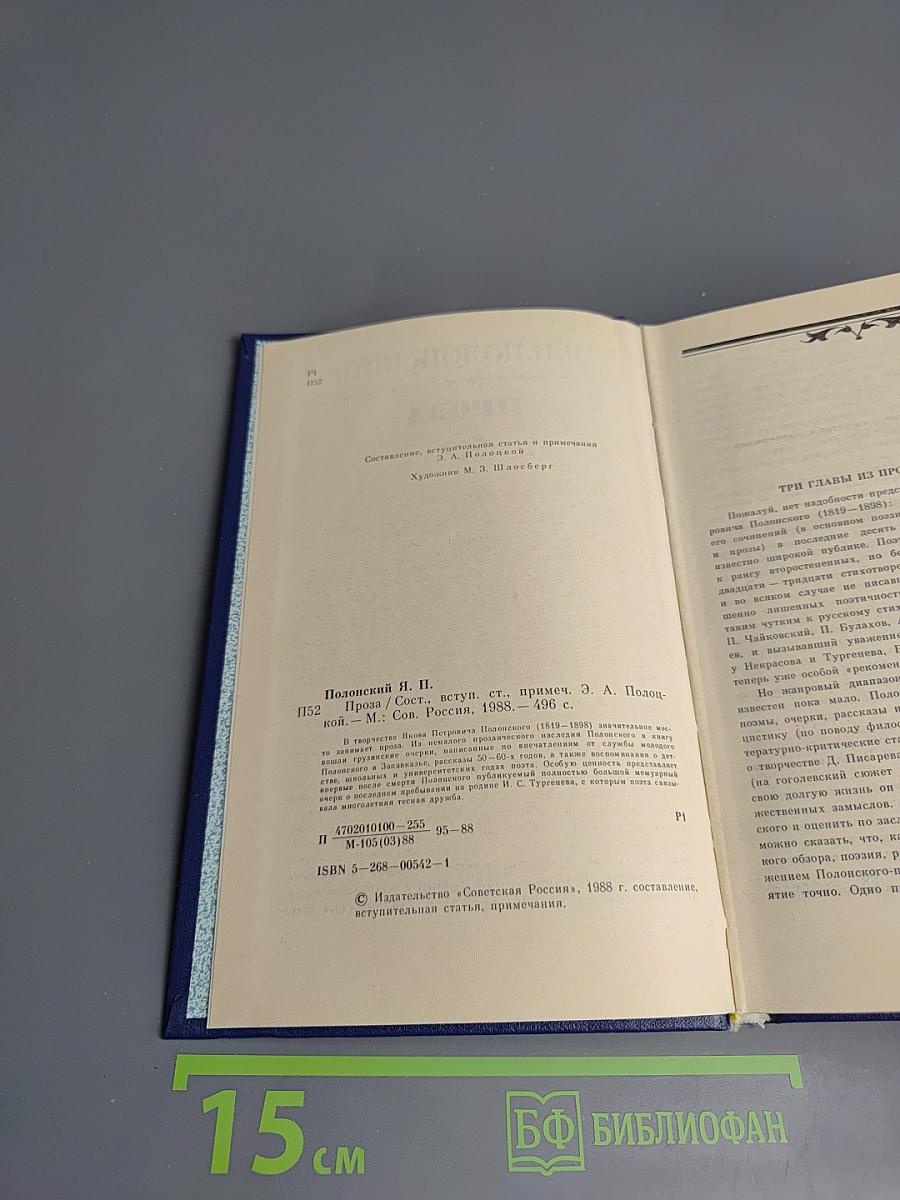 Р1
П52
Составление, вступительная статья и примечания
Э. А. Полоцкой
Художник М. З. Шлосберг
Полонский Я. П.
П52 Проза / Сост., вступ. ст., примеч. Э. А. Полоц-
кой. — М.: Сов. Россия, 1988. — 496 с.
В творчестве Якова Петровича Полонского (1819—1898) значительное мес-
то занимает проза. Из немалого прозаического наследия Полонского в книгу
вошли грузинские очерки, написанные по впечатлениям от службы молодого
Полонского в Закавказье, рассказы 50—60-х годов, а также воспоминания о дет-
стве, школьных и университетских годах поэта. Особую ценность представляет
впервые после смерти Полонского публикуемый полностью большой мемуарный
очерк о последнем пребывании на родине И. С. Тургенева, с которым поэта связы-
вала многолетняя тесная дружба.
П 4702010100—255 95—88
М-105(03)88
Р1
ISBN 5—268—00542—1
© Издательство «Советская Россия», 1988 г. составление,
вступительная статья, примечания.
ТРИ ГЛАВЫ ИЗ ПРО
Пожалуй, нет надобности предс
ровича Полонского (1819—1898):
его сочинений (в основном поэзи
и прозы) в последние десять
известно широкой публике. Поэ
к рангу второстепенных, но бе
двадцати — тридцати стихотворе
и во всяком случае не писав
шенно лишенных поэтичност
таким чутким к русскому стих
П. Чайковский, П. Булахов, А
ев, и вызывавший уважение
у Некрасова и Тургенева, Б
теперь уже особой «рекомен
Но жанровый диапазон
известен пока мало. Поло
поэмы, очерки, рассказы и
цистику (по поводу филос
тературно-критические ста
о творчестве Д. Писарева
(на гоголевский сюжет
свою долгую жизнь он
жественных замыслов.
ского и оценить по засл
можно сказать, что, ка
кого обзора, поэзия, р
жением Полонского-п
ятие точно. Одно п
15 см
БФ БИБЛИОФАН